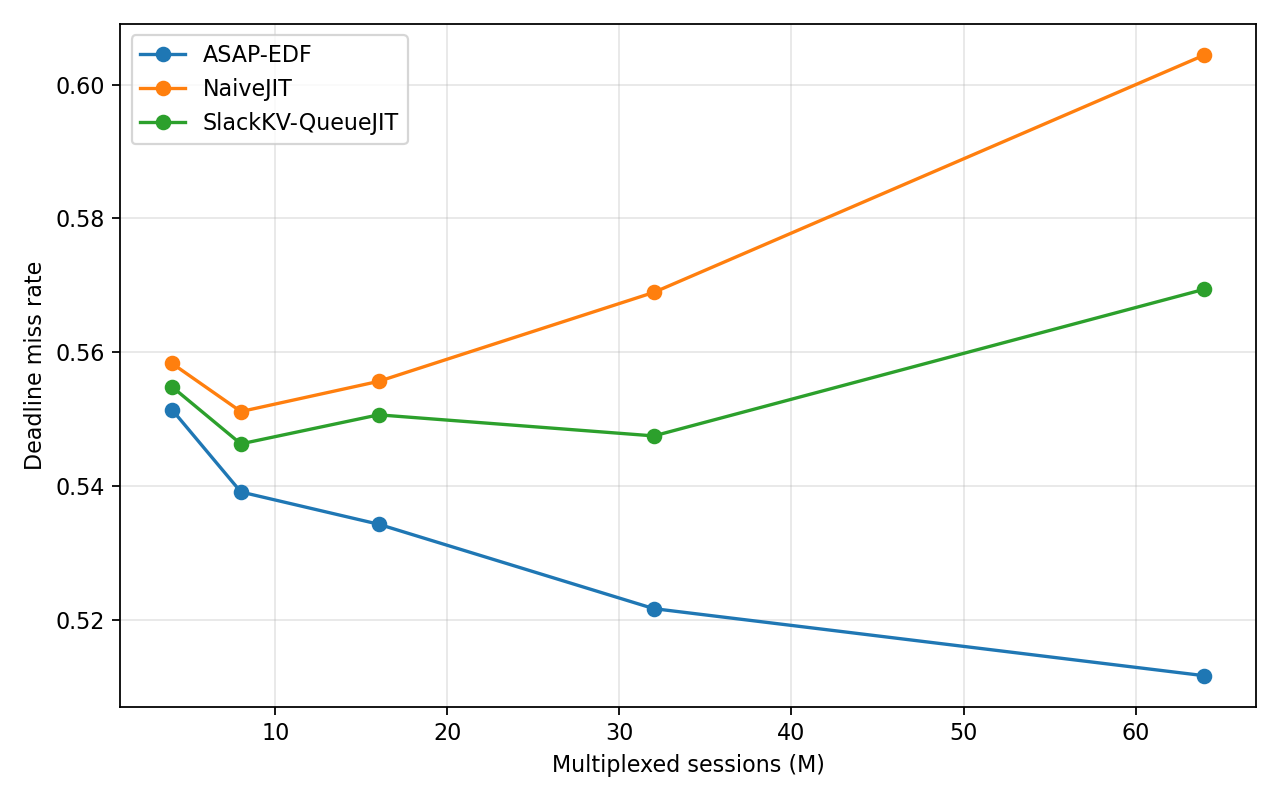 ASAP-EDF
NaiveJIT
SlackKV-QueueJIT
0.60
0.58
0.56
0.54
0.52
Deadline miss rate
10 20 30 40 50 60
Multiplexed sessions (M)